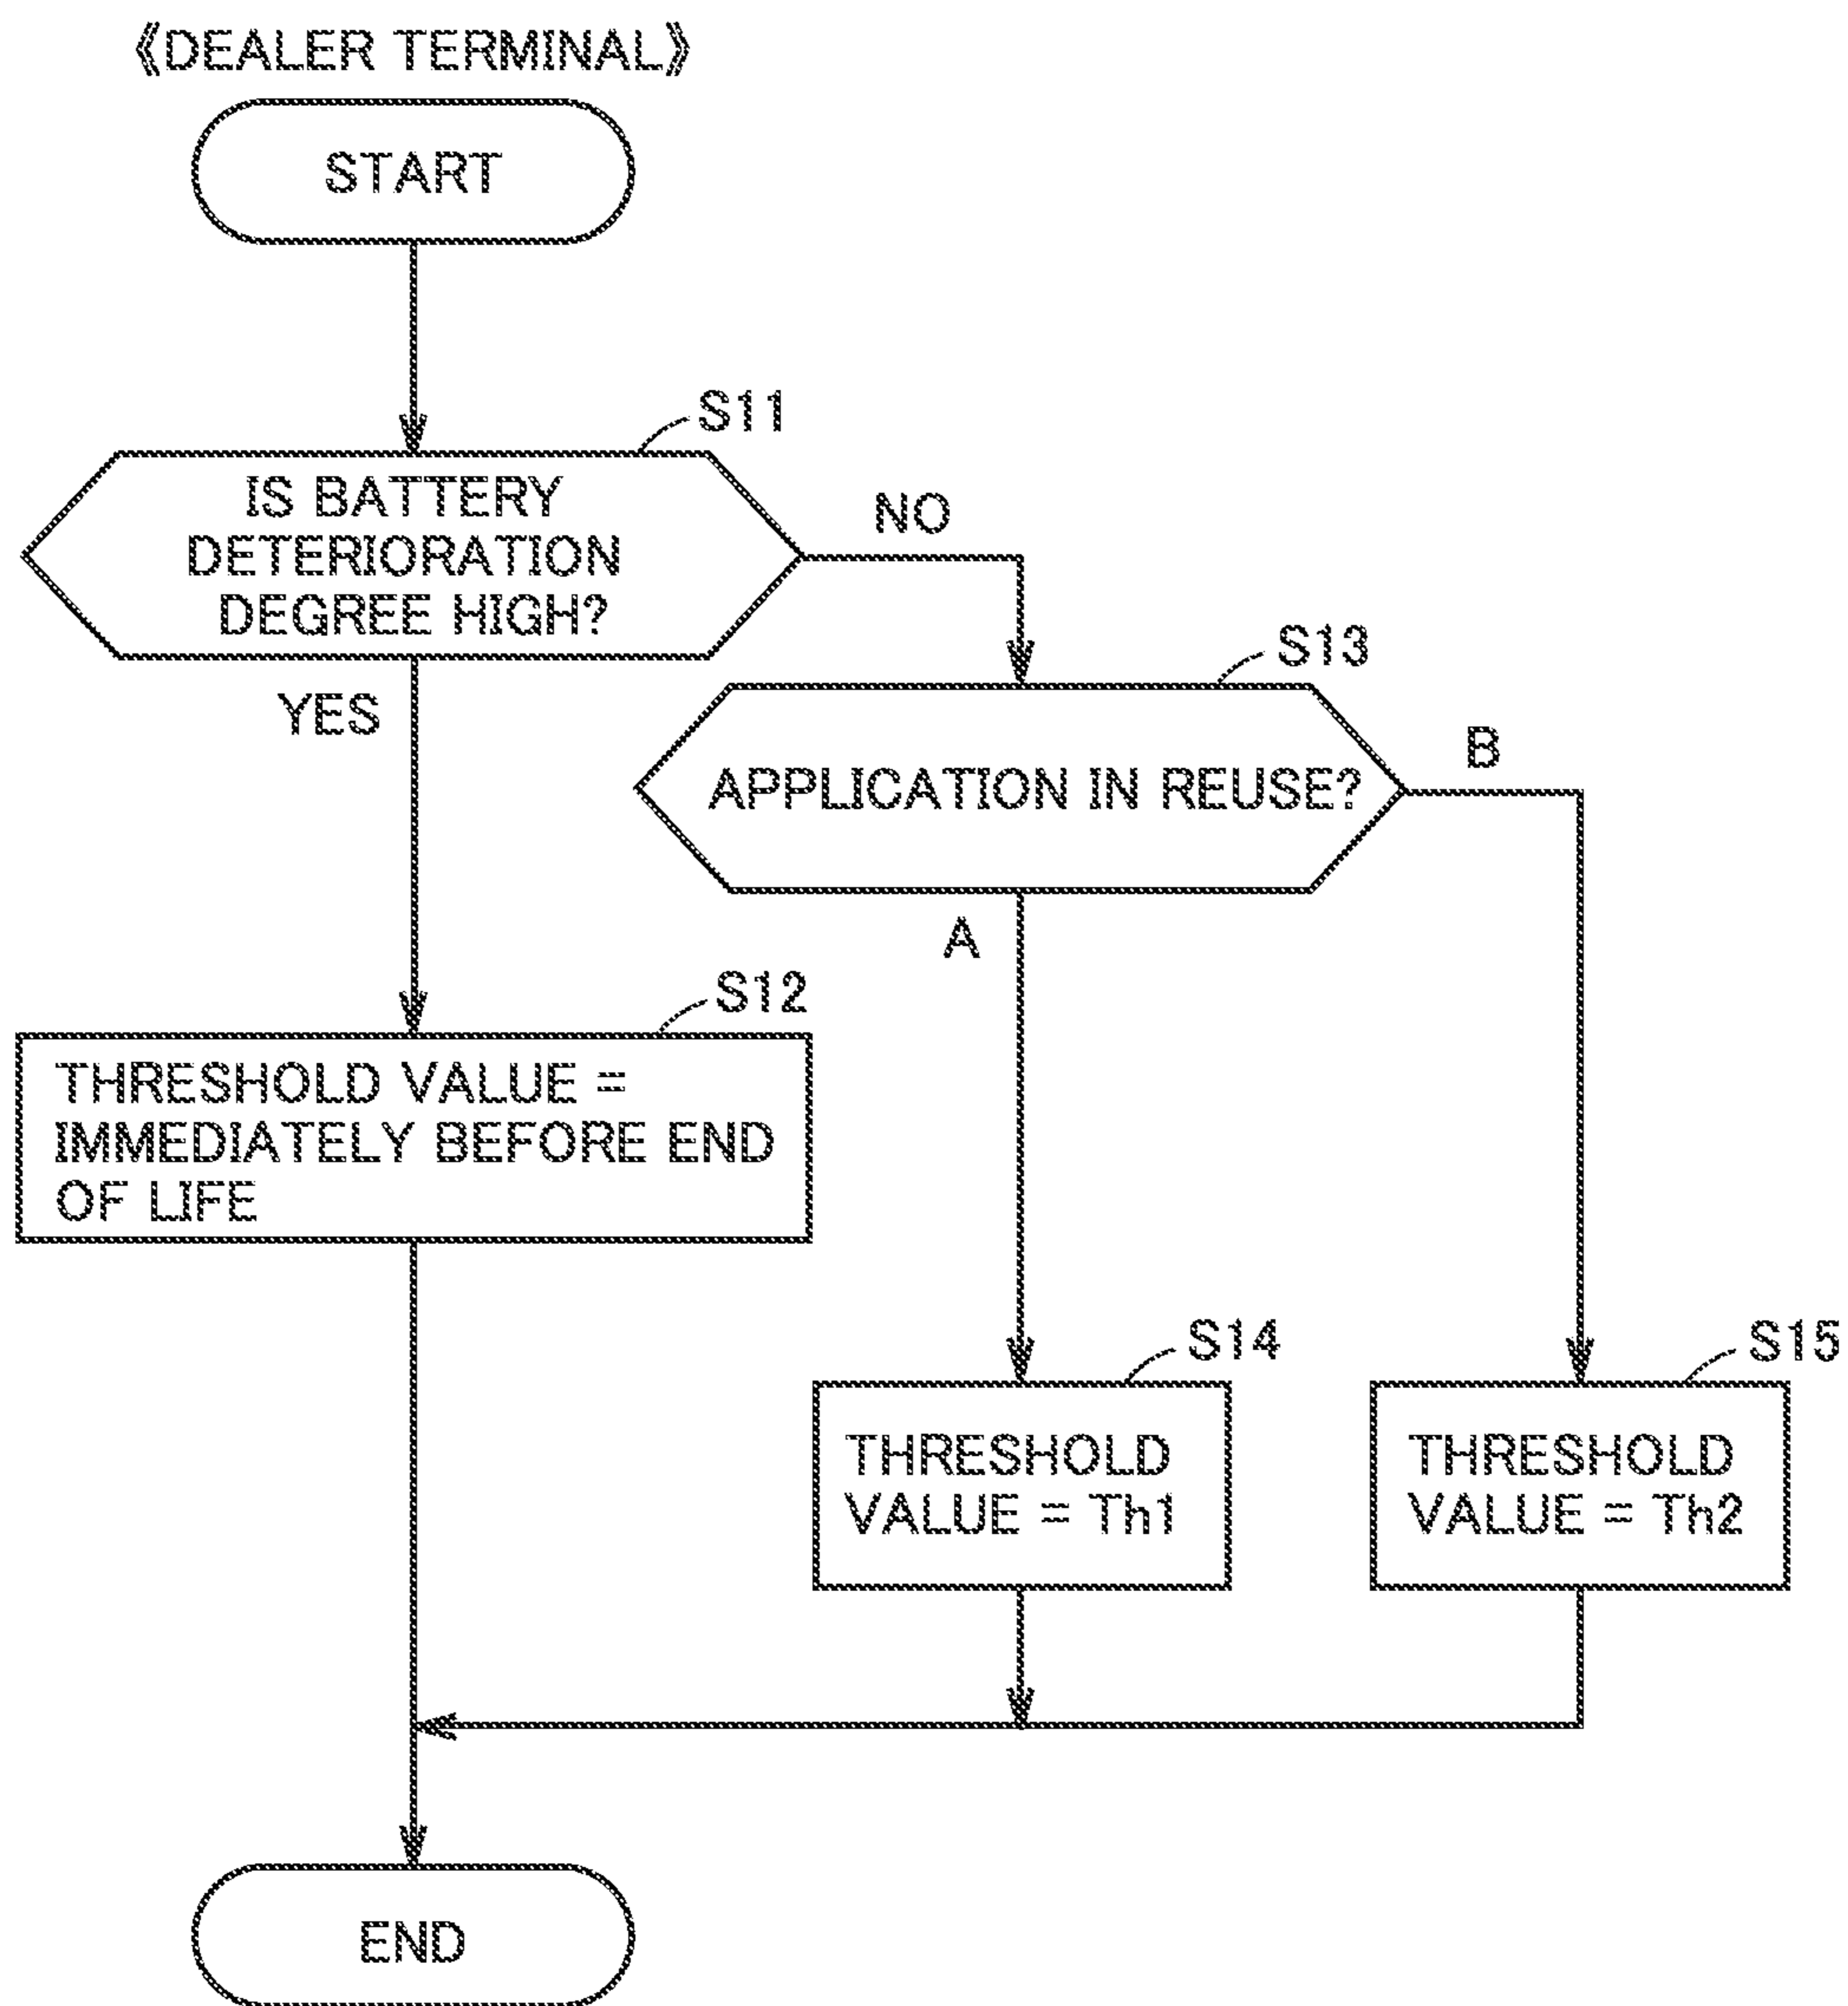 《DEALER TERMINAL》
START
S11
IS BATTERY
DETERIORATION
DEGREE HIGH?
NO
YES
S13
APPLICATION IN REUSE?
B
A
S12
THRESHOLD VALUE =
IMMEDIATELY BEFORE END
OF LIFE
S14
THRESHOLD
VALUE = Th1
S15
THRESHOLD
VALUE = Th2
END